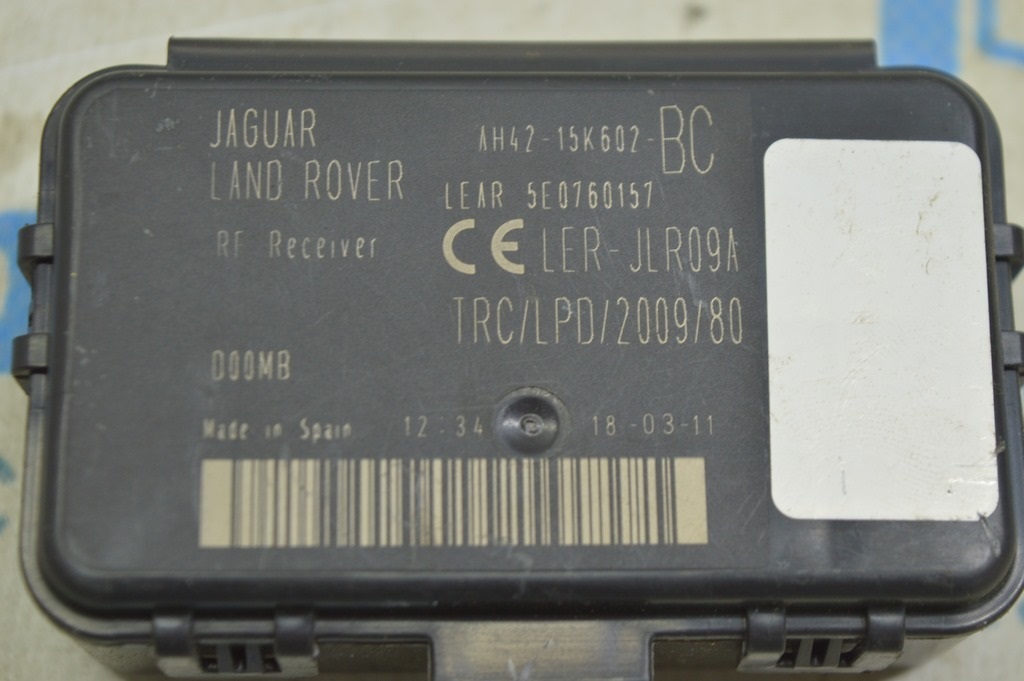 JAGUAR
LAND ROVER
AH42-15K602-BC
LEAR 5E0760157
RF Receiver
CE LER-JLR09A
TRC/LPD/2009/80
D00MB
Made in Spain 12:34 18-03-11